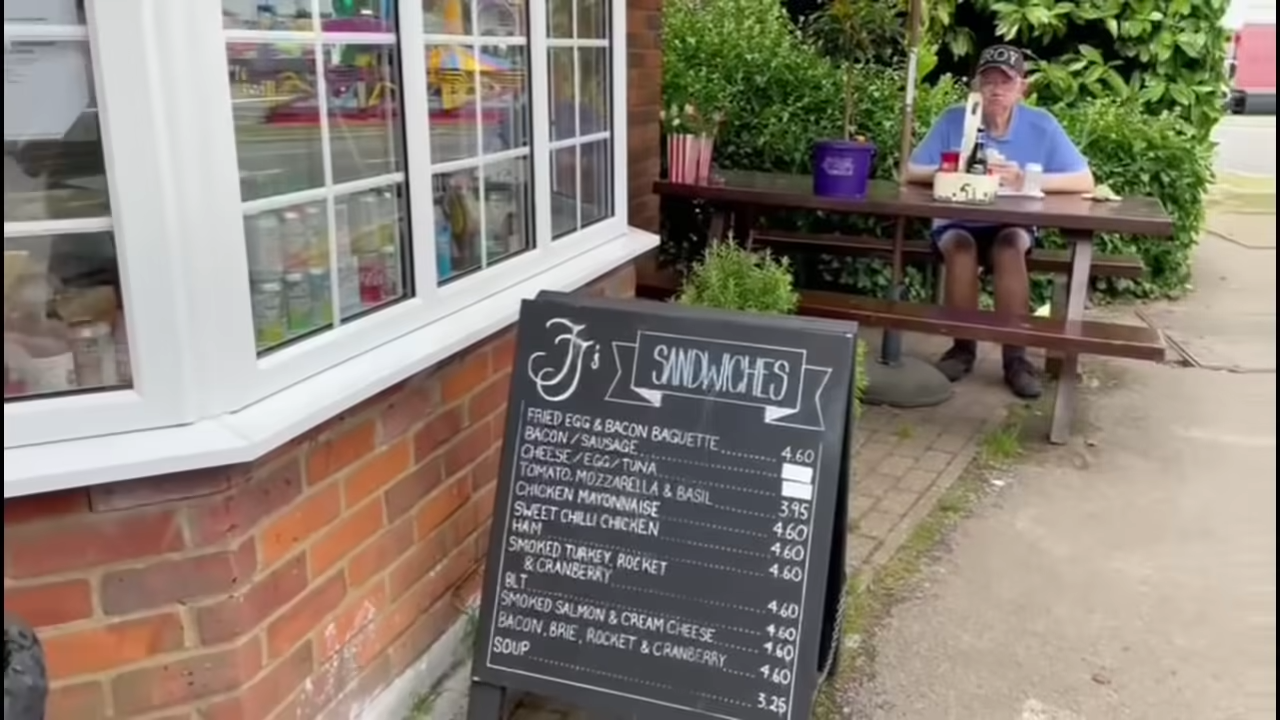 JJ's
SANDWICHES
FRIED EGG & BACON BAGUETTE 4.60
BACON/SAUSAGE
CHEESE/EGG/TUNA
TOMATO, MOZZARELLA & BASIL 3.95
CHICKEN MAYONNAISE 4.60
SWEET CHILLI CHICKEN 4.60
HAM 4.60
SMOKED TURKEY, ROCKET
& CRANBERRY 4.60
BLT 4.60
SMOKED SALMON & CREAM CHEESE 4.60
BACON, BRIE, ROCKET & CRANBERRY 4.60
SOUP 3.25